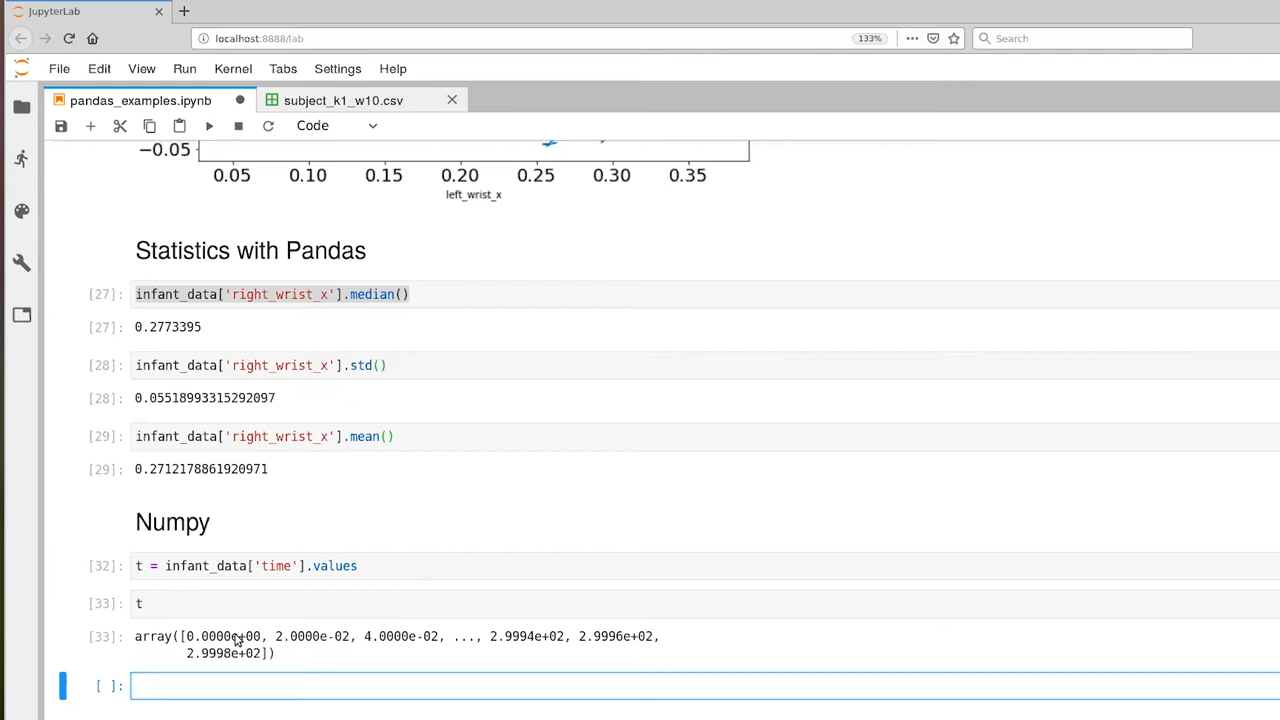 JupyterLab
localhost:8888/lab
133%
Search
File Edit View Run Kernel Tabs Settings Help
pandas_examples.ipynb
subject_k1_w10.csv
Code
−0.05
0.05 0.10 0.15 0.20 0.25 0.30 0.35
left_wrist_x
Statistics with Pandas
[27]: infant_data['right_wrist_x'].median()
[27]: 0.2773395
[28]: infant_data['right_wrist_x'].std()
[28]: 0.05518993315292097
[29]: infant_data['right_wrist_x'].mean()
[29]: 0.2712178861920971
Numpy
[32]: t = infant_data['time'].values
[33]: t
[33]: array([0.0000e+00, 2.0000e-02, 4.0000e-02, ..., 2.9994e+02, 2.9996e+02,
2.9998e+02])
[ ]: